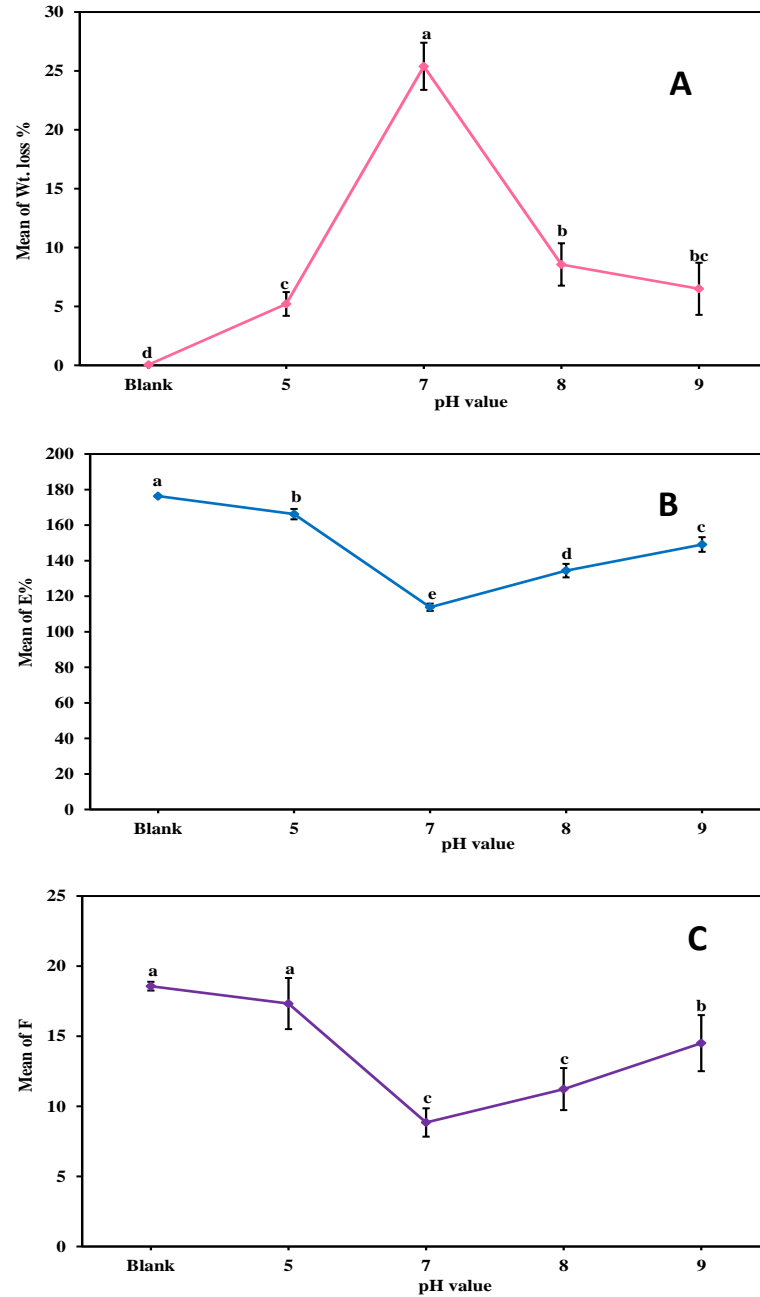 30
25
20
15
10
5
0
Mean of Wt. loss %
A
a
b
bc
c
d
Blank 5 7 8 9
pH value
200
180
160
140
120
100
80
60
40
20
0
Mean of E%
B
a
b
c
d
e
Blank 5 7 8 9
pH value
25
20
15
10
5
0
Mean of F
C
a
a
b
c
c
Blank 5 7 8 9
pH value